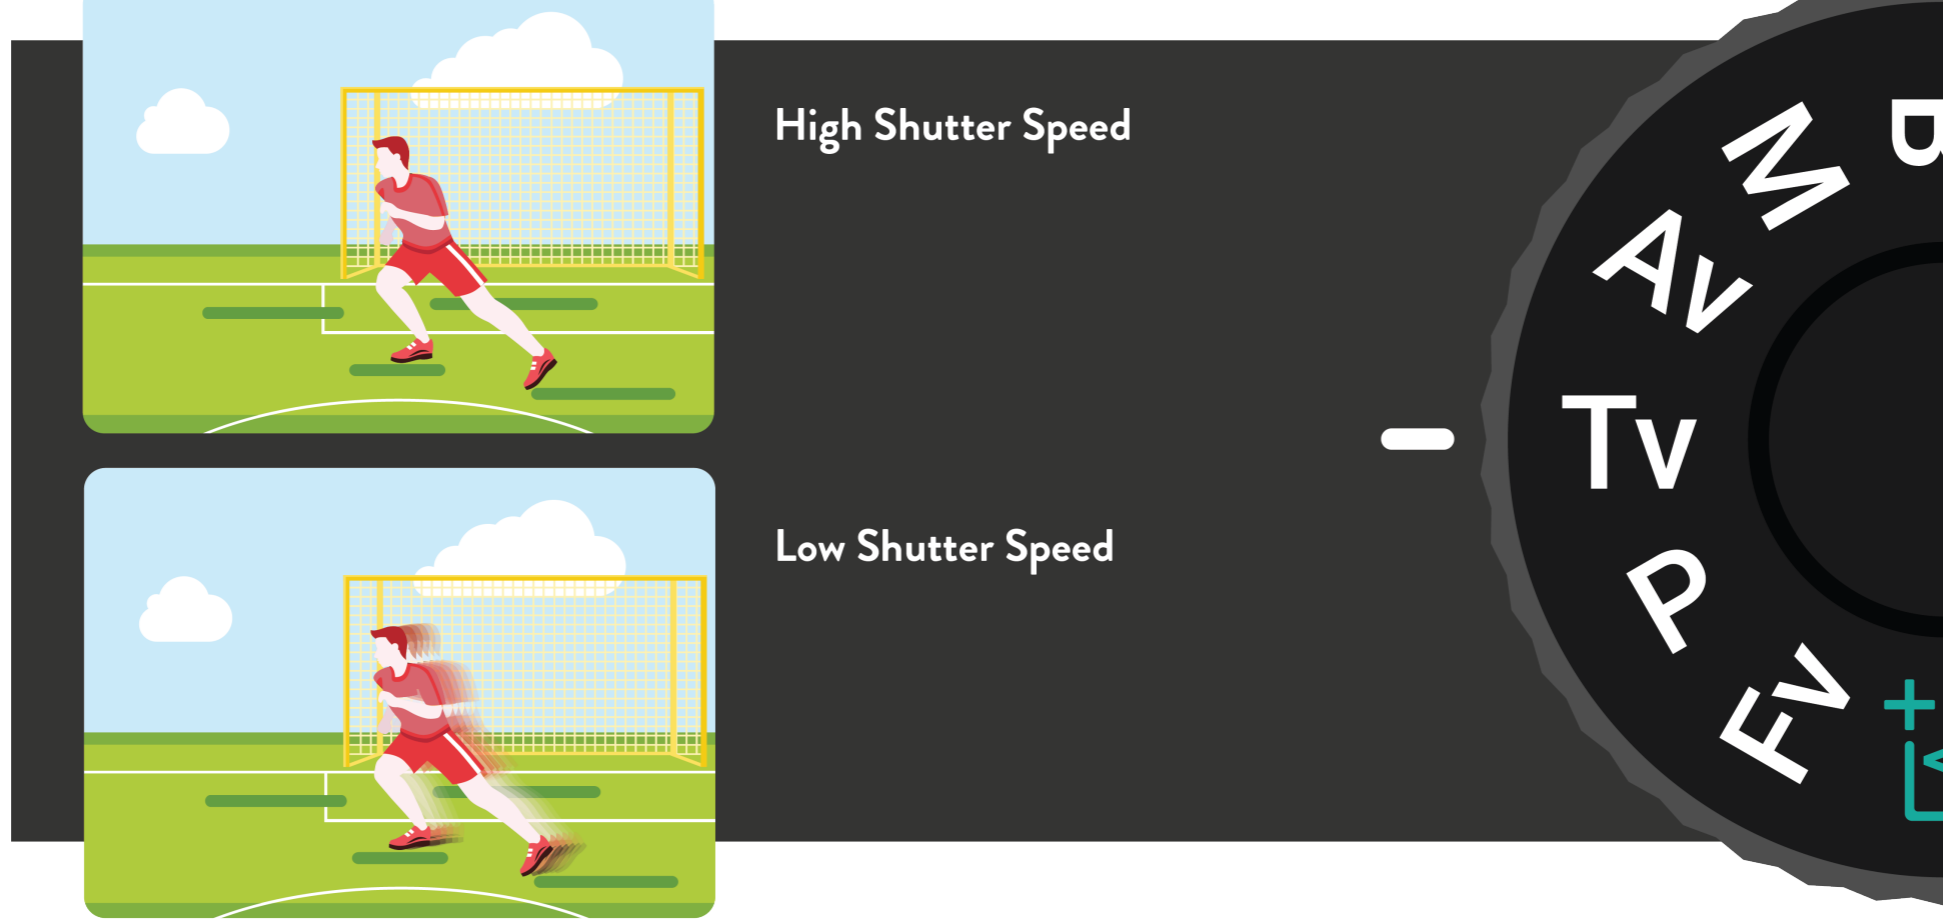 High Shutter Speed
Low Shutter Speed
B
M
Av
Tv
P
Fv